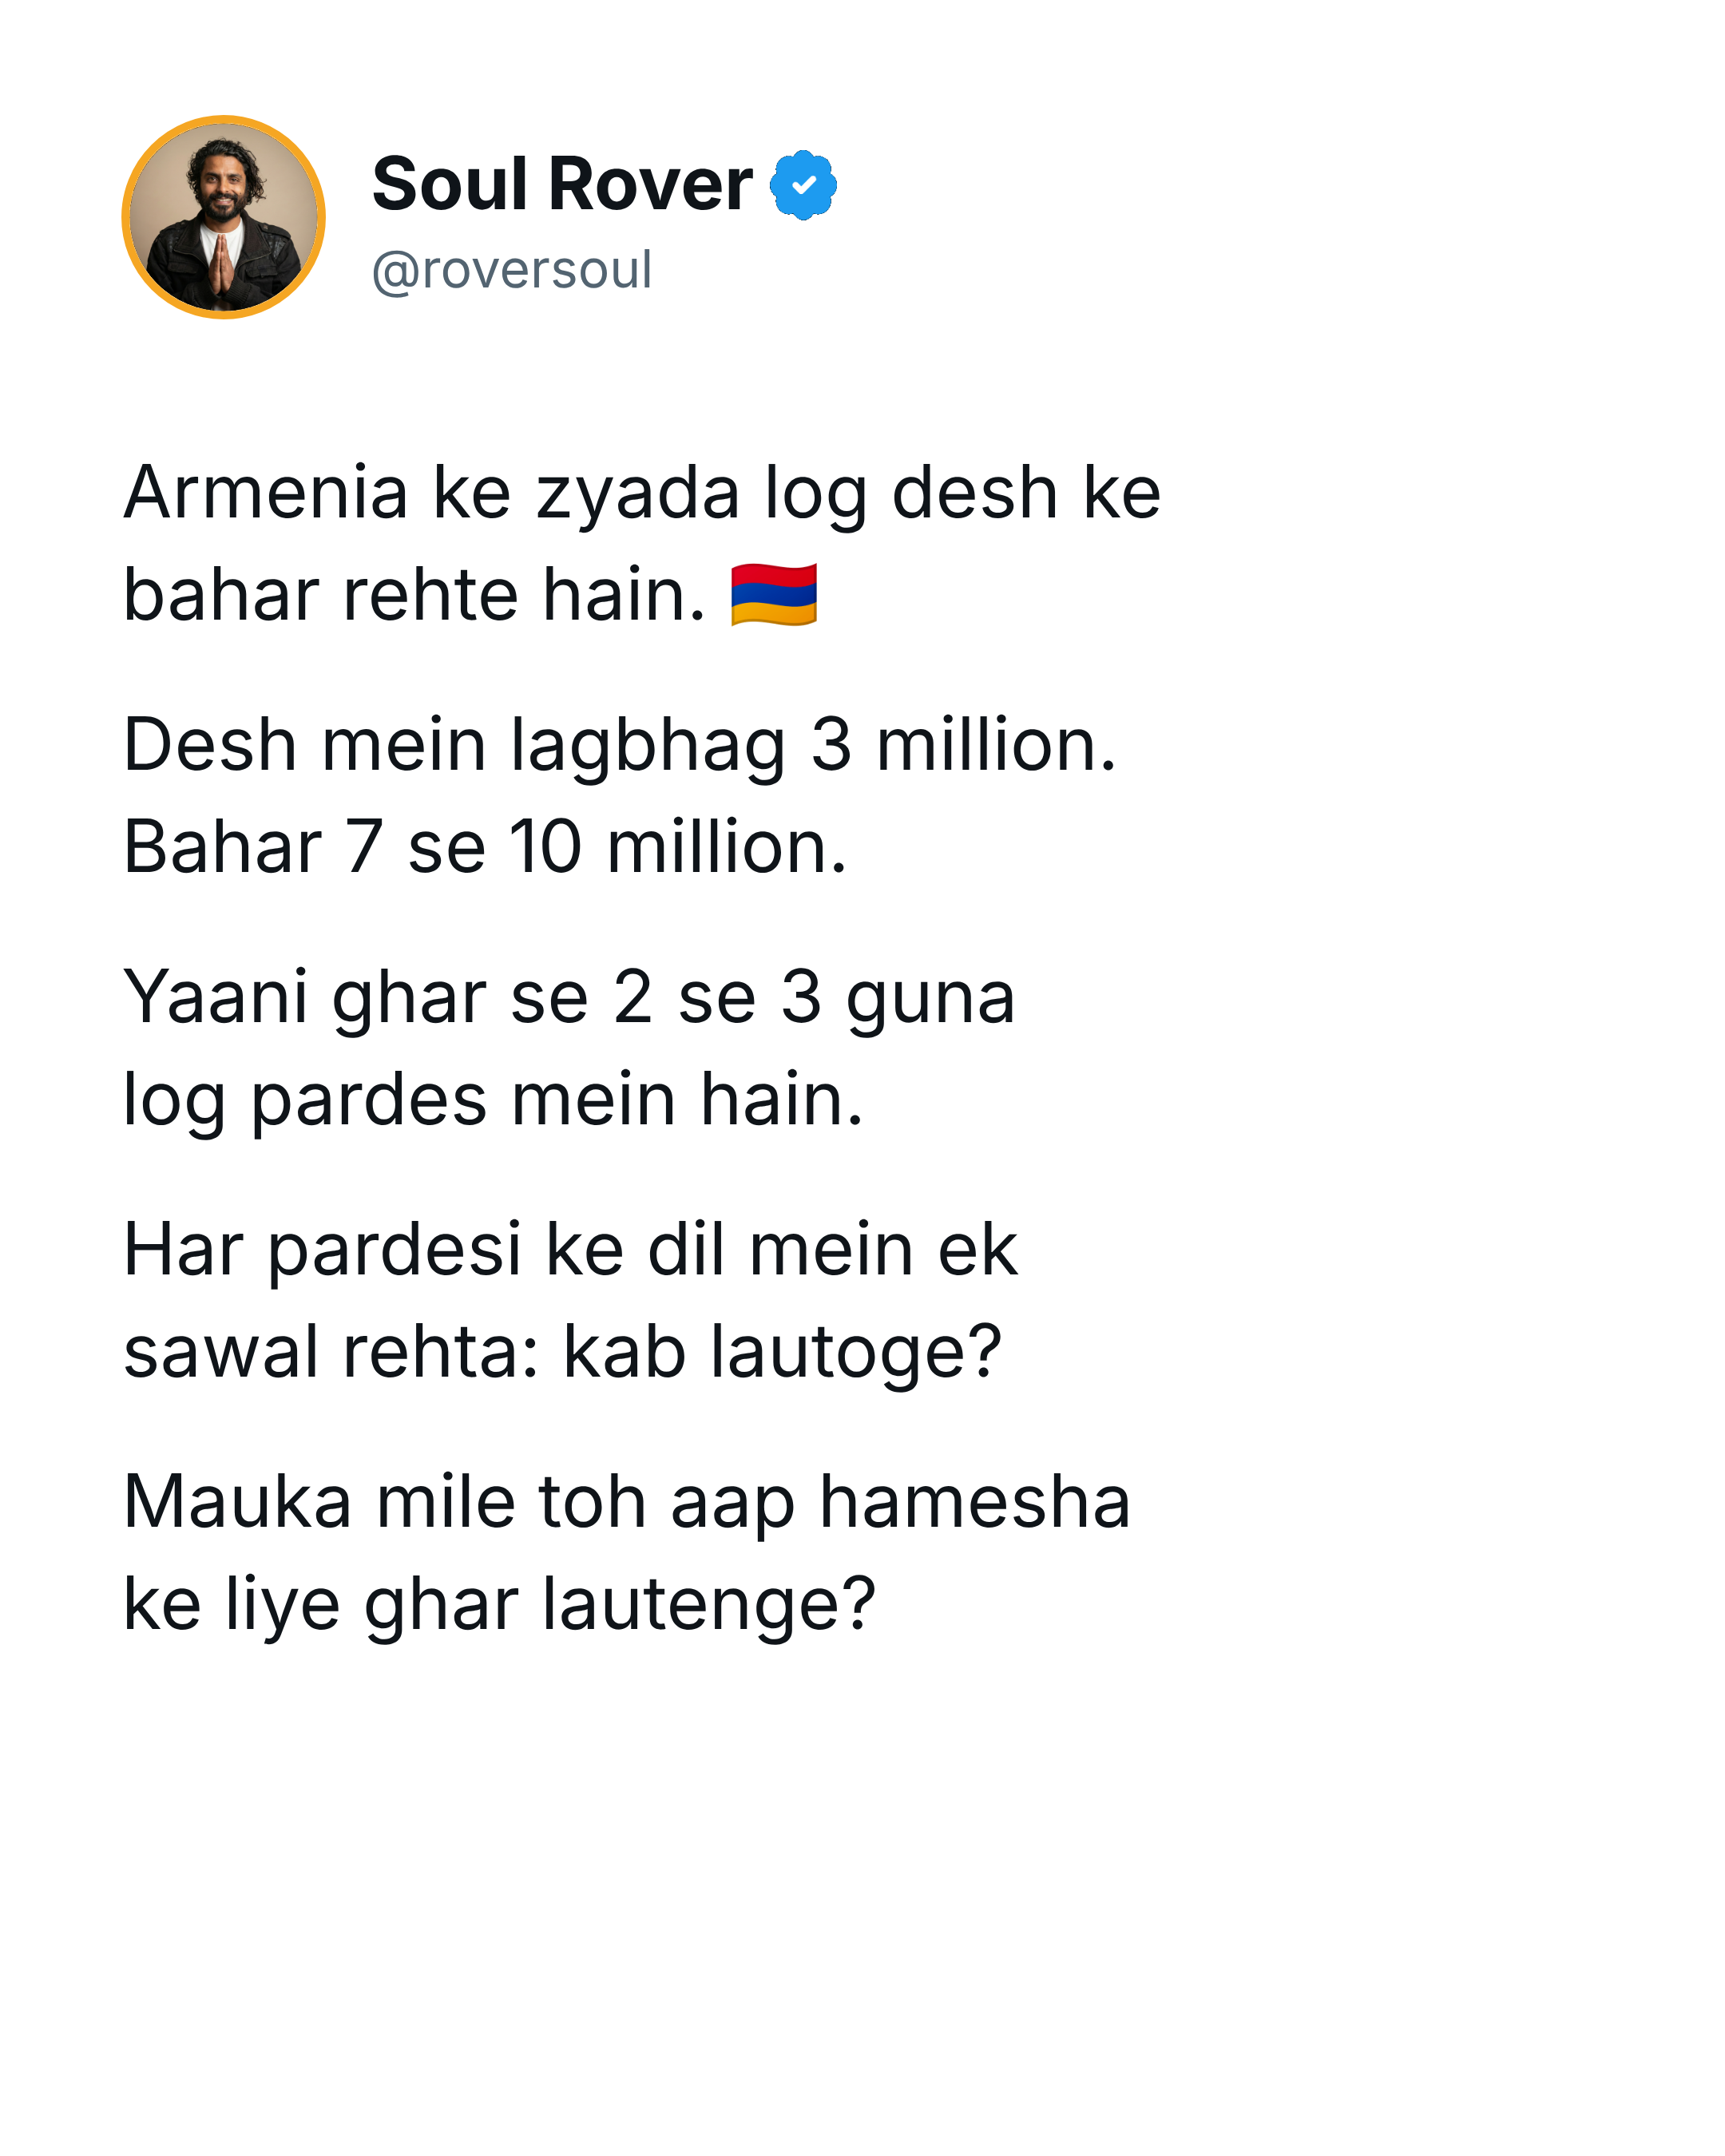 Soul Rover
@roversoul
Armenia ke zyada log desh ke
bahar rehte hain. 🇦🇲
Desh mein lagbhag 3 million.
Bahar 7 se 10 million.
Yaani ghar se 2 se 3 guna
log pardes mein hain.
Har pardesi ke dil mein ek
sawal rehta: kab lautoge?
Mauka mile toh aap hamesha
ke liye ghar lautenge?